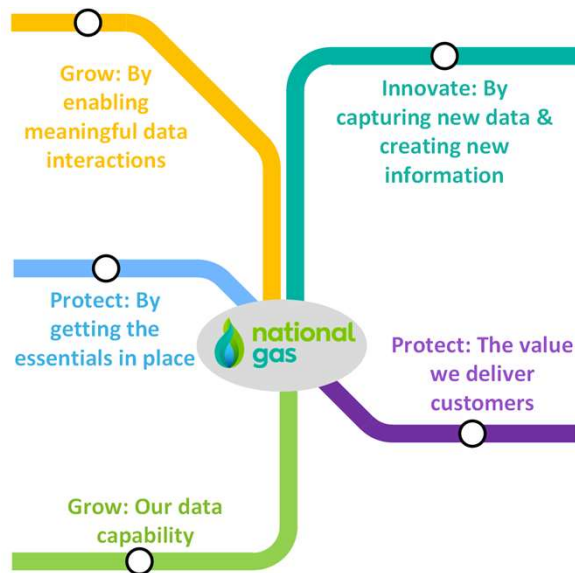 Grow: By
enabling
meaningful data
interactions
Innovate: By
capturing new data &
creating new
information
Protect: By
getting the
essentials in place
national
gas
Protect: The value
we deliver
customers
Grow: Our data
capability